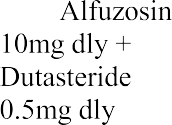 Alfuzosin
10mg dly +
Dutasteride
0.5mg dly